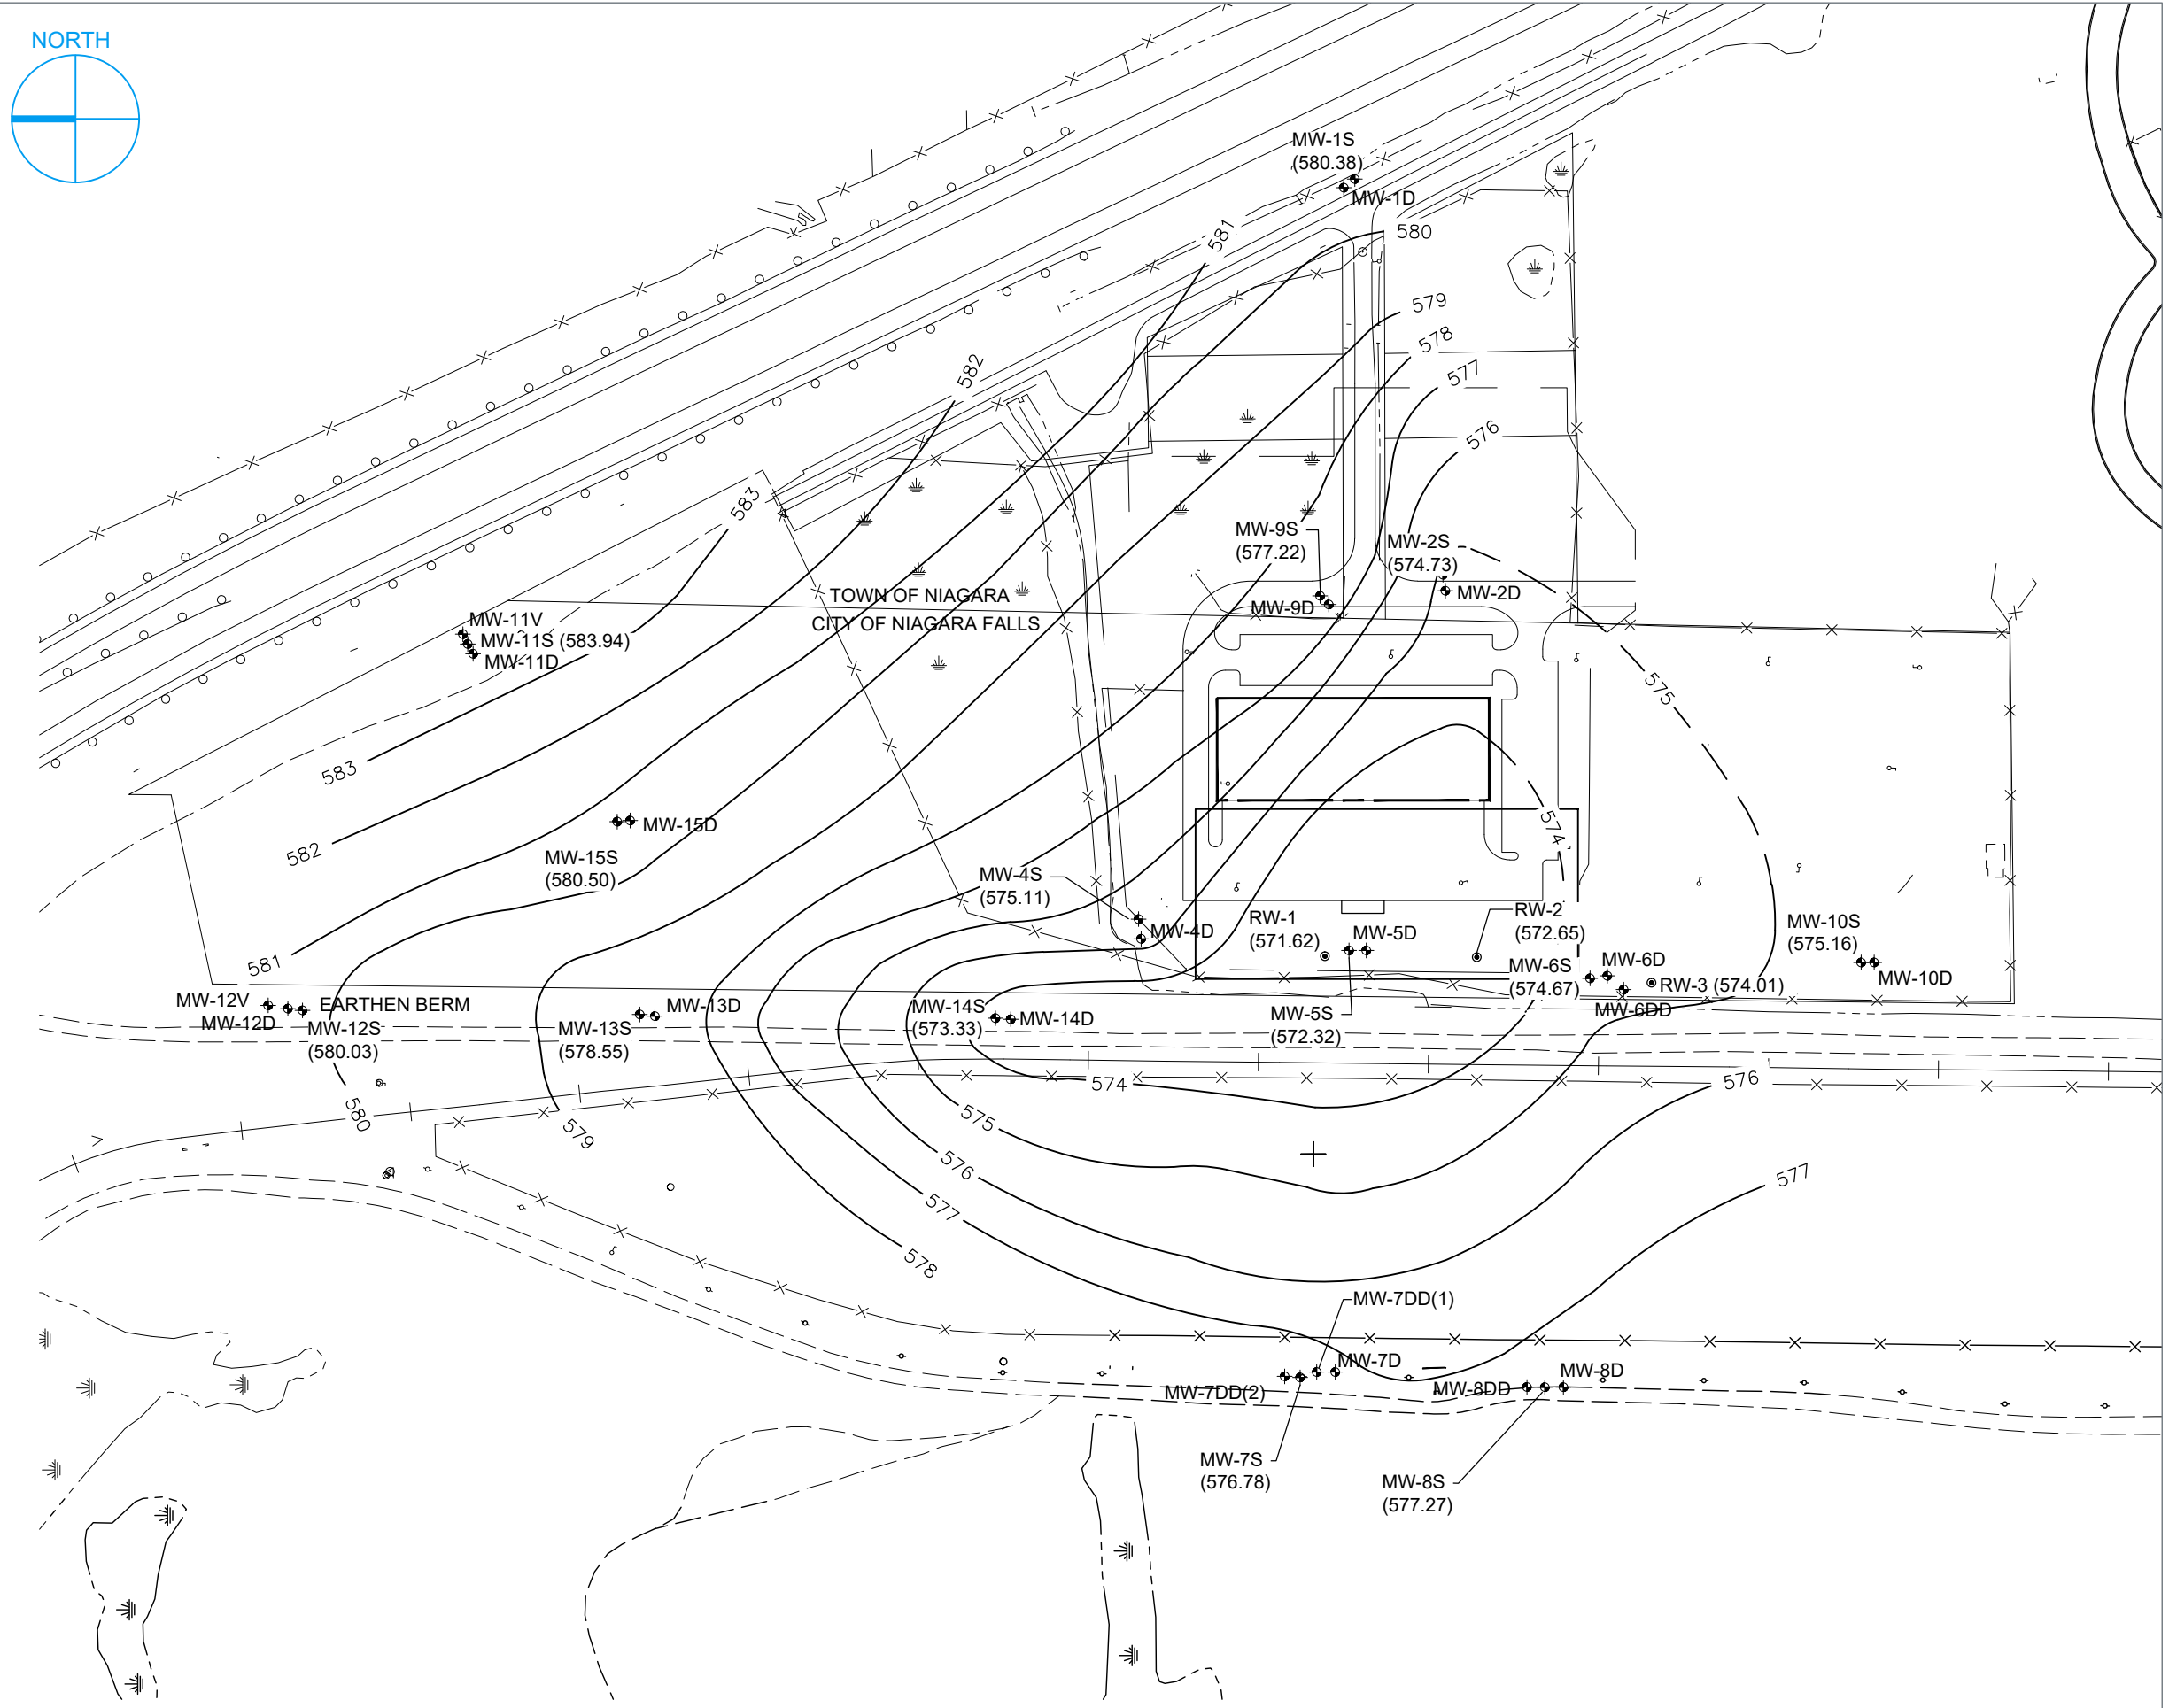 NORTH
MW-1S
(580.38)
MW-1D
581
580
579
578
577
582
576
583
MW-9S
(577.22)
MW-2S
(574.73)
MW-2D
TOWN OF NIAGARA
MW-9D
CITY OF NIAGARA FALLS
MW-11V
MW-11S (583.94)
MW-11D
575
583
582
MW-15D
574
MW-15S
(580.50)
MW-4S
(575.11)
MW-4D
RW-1
(571.62)
MW-5D
RW-2
(572.65)
MW-10S
(575.16)
MW-10D
581
MW-6S
(574.67)
MW-6D
RW-3 (574.01)
MW-6DD
MW-12V
MW-12D
EARTHEN BERM
MW-12S
(580.03)
MW-13D
MW-13S
(578.55)
MW-14S
(573.33)
MW-14D
MW-5S
(572.32)
574
576
580
579
575
576
577
577
578
MW-7DD(1)
MW-7D
MW-7DD(2)
MW-8DD
MW-8D
MW-7S
(576.78)
MW-8S
(577.27)